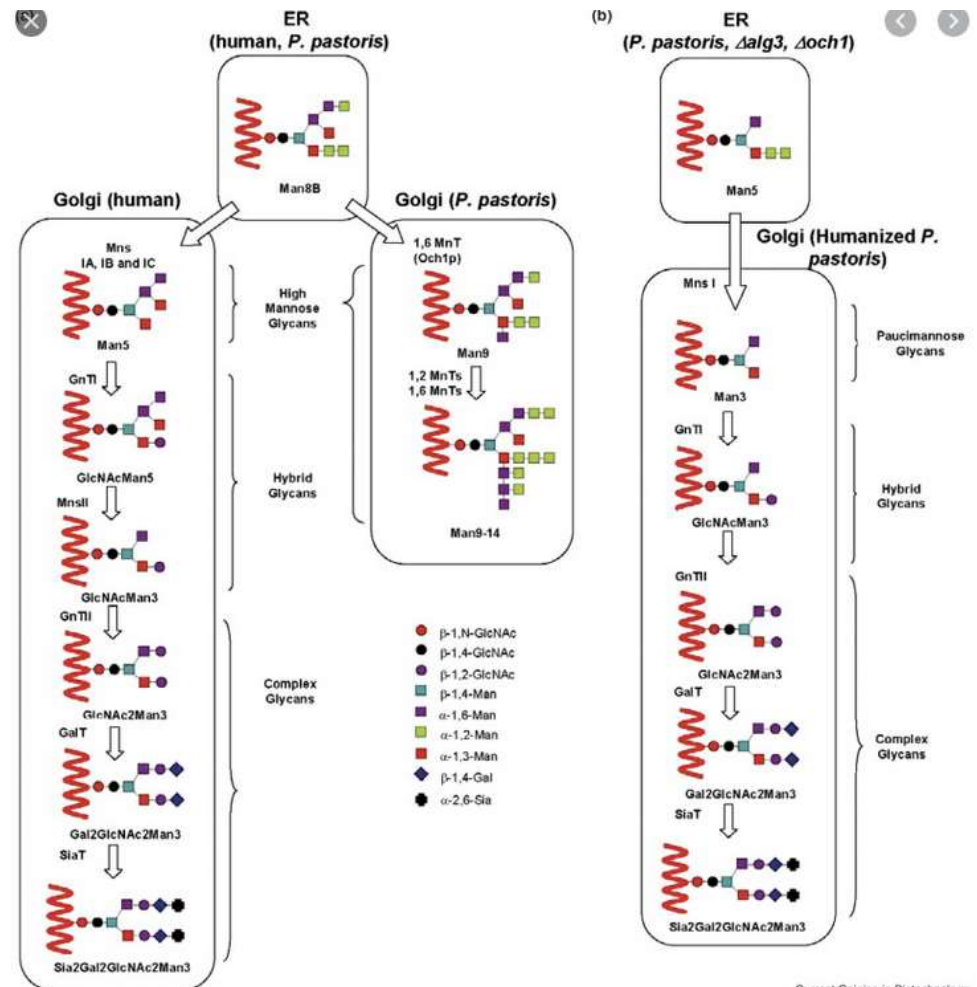 ER
(human, P. pastoris)
Man8B
Golgi (human)
Golgi (P. pastoris)
Mns
IA, IB and IC
Man5
GnTI
GlcNAcMan5
MnsII
GlcNAcMan3
GnTII
GlcNAc2Man3
GalT
Gal2GlcNAc2Man3
SiaT
Sia2Gal2GlcNAc2Man3
High
Mannose
Glycans
Hybrid
Glycans
Complex
Glycans
1,6 MnT
(Och1p)
Man9
1,2 MnTs
1,6 MnTs
Man9-14
β-1,N-GlcNAc
β-1,4-GlcNAc
β-1,2-GlcNAc
β-1,4-Man
α-1,6-Man
α-1,2-Man
α-1,3-Man
β-1,4-Gal
α-2,6-Sia
(b)
ER
(P. pastoris, Δalg3, Δoch1)
Man5
Golgi (Humanized P.
pastoris)
Mns I
Man3
GnTI
GlcNAcMan3
GnTII
GlcNAc2Man3
GalT
Gal2GlcNAc2Man3
SiaT
Sia2Gal2GlcNAc2Man3
Paucimannose
Glycans
Hybrid
Glycans
Complex
Glycans